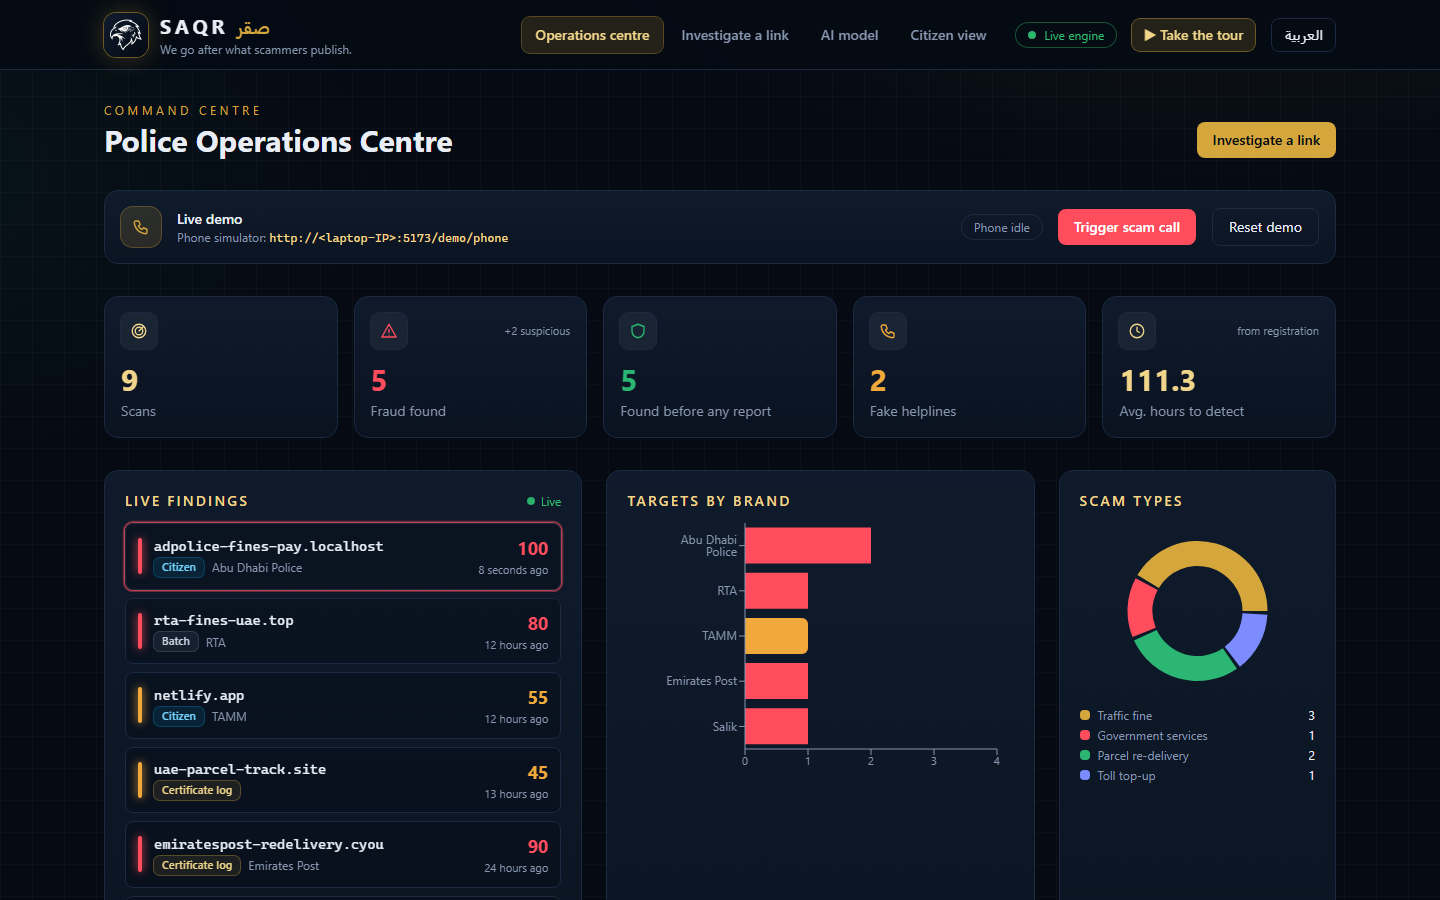 SAQR صقر
We go after what scammers publish.
Operations centre
Investigate a link
AI model
Citizen view
Live engine
Take the tour
العربية
COMMAND CENTRE
Police Operations Centre
Investigate a link
Live demo
Phone simulator: http://<laptop-IP>:5173/demo/phone
Phone idle
Trigger scam call
Reset demo
9
Scans
+2 suspicious
5
Fraud found
5
Found before any report
2
Fake helplines
from registration
111.3
Avg. hours to detect
LIVE FINDINGS
Live
adpolice-fines-pay.localhost
100
Citizen
Abu Dhabi Police
8 seconds ago
rta-fines-uae.top
80
Batch
RTA
12 hours ago
netlify.app
55
Citizen
TAMM
12 hours ago
uae-parcel-track.site
45
Certificate log
13 hours ago
emiratespost-redelivery.cyou
90
Certificate log
Emirates Post
24 hours ago
TARGETS BY BRAND
Abu Dhabi
Police
RTA
TAMM
Emirates Post
Salik
0 1 2 3 4
SCAM TYPES
Traffic fine 3
Government services 1
Parcel re-delivery 2
Toll top-up 1